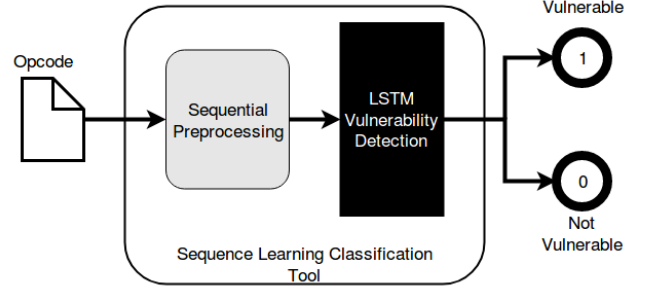 Vulnerable
Opcode
1
Sequential
Preprocessing
LSTM
Vulnerability
Detection
0
Not
Vulnerable
Sequence Learning Classification
Tool